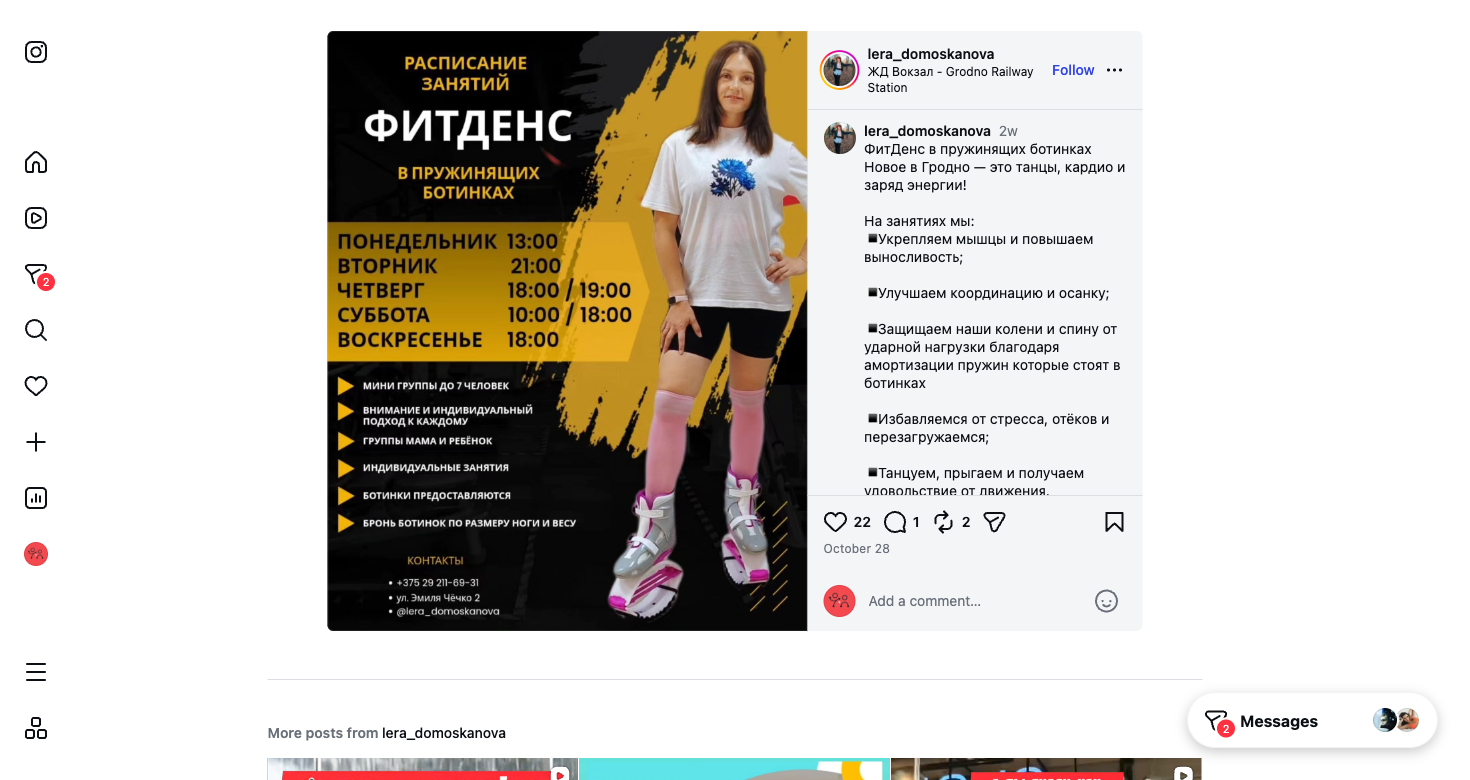 РАСПИСАНИЕ
ЗАНЯТИЙ
ФИТДЕНС
В ПРУЖИНЯЩИХ
БОТИНКАХ
ПОНЕДЕЛЬНИК 13:00
ВТОРНИК 21:00
ЧЕТВЕРГ 18:00 / 19:00
СУББОТА 10:00 / 18:00
ВОСКРЕСЕНЬЕ 18:00
МИНИ ГРУППЫ ДО 7 ЧЕЛОВЕК
ВНИМАНИЕ И ИНДИВИДУАЛЬНЫЙ
ПОДХОД К КАЖДОМУ
ГРУППЫ МАМА И РЕБЁНОК
ИНДИВИДУАЛЬНЫЕ ЗАНЯТИЯ
БОТИНКИ ПРЕДОСТАВЛЯЮТСЯ
БРОНЬ БОТИНОК ПО РАЗМЕРУ НОГИ И ВЕСУ
КОНТАКТЫ
• +375 29 211-69-31
• ул. Эмиля Чёчко 2
• @lera_domoskanova
lera_domoskanova
ЖД Вокзал - Grodno Railway
Station
Follow
lera_domoskanova 2w
ФитДенс в пружинящих ботинках
Новое в Гродно — это танцы, кардио и
заряд энергии!
На занятиях мы:
◾Укрепляем мышцы и повышаем
выносливость;
◾Улучшаем координацию и осанку;
◾Защищаем наши колени и спину от
ударной нагрузки благодаря
амортизации пружин которые стоят в
ботинках
◾Избавляемся от стресса, отёков и
перезагружаемся;
◾Танцуем, прыгаем и получаем
удовольствие от движения.
22 1 2
October 28
Add a comment...
2
More posts from lera_domoskanova
2
Messages